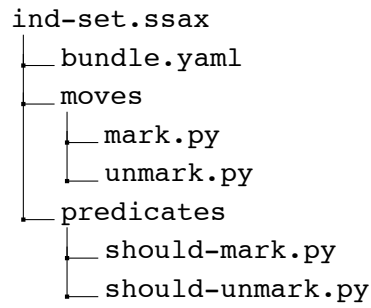 ind-set.ssax
bundle.yaml
moves
mark.py
unmark.py
predicates
should-mark.py
should-unmark.py